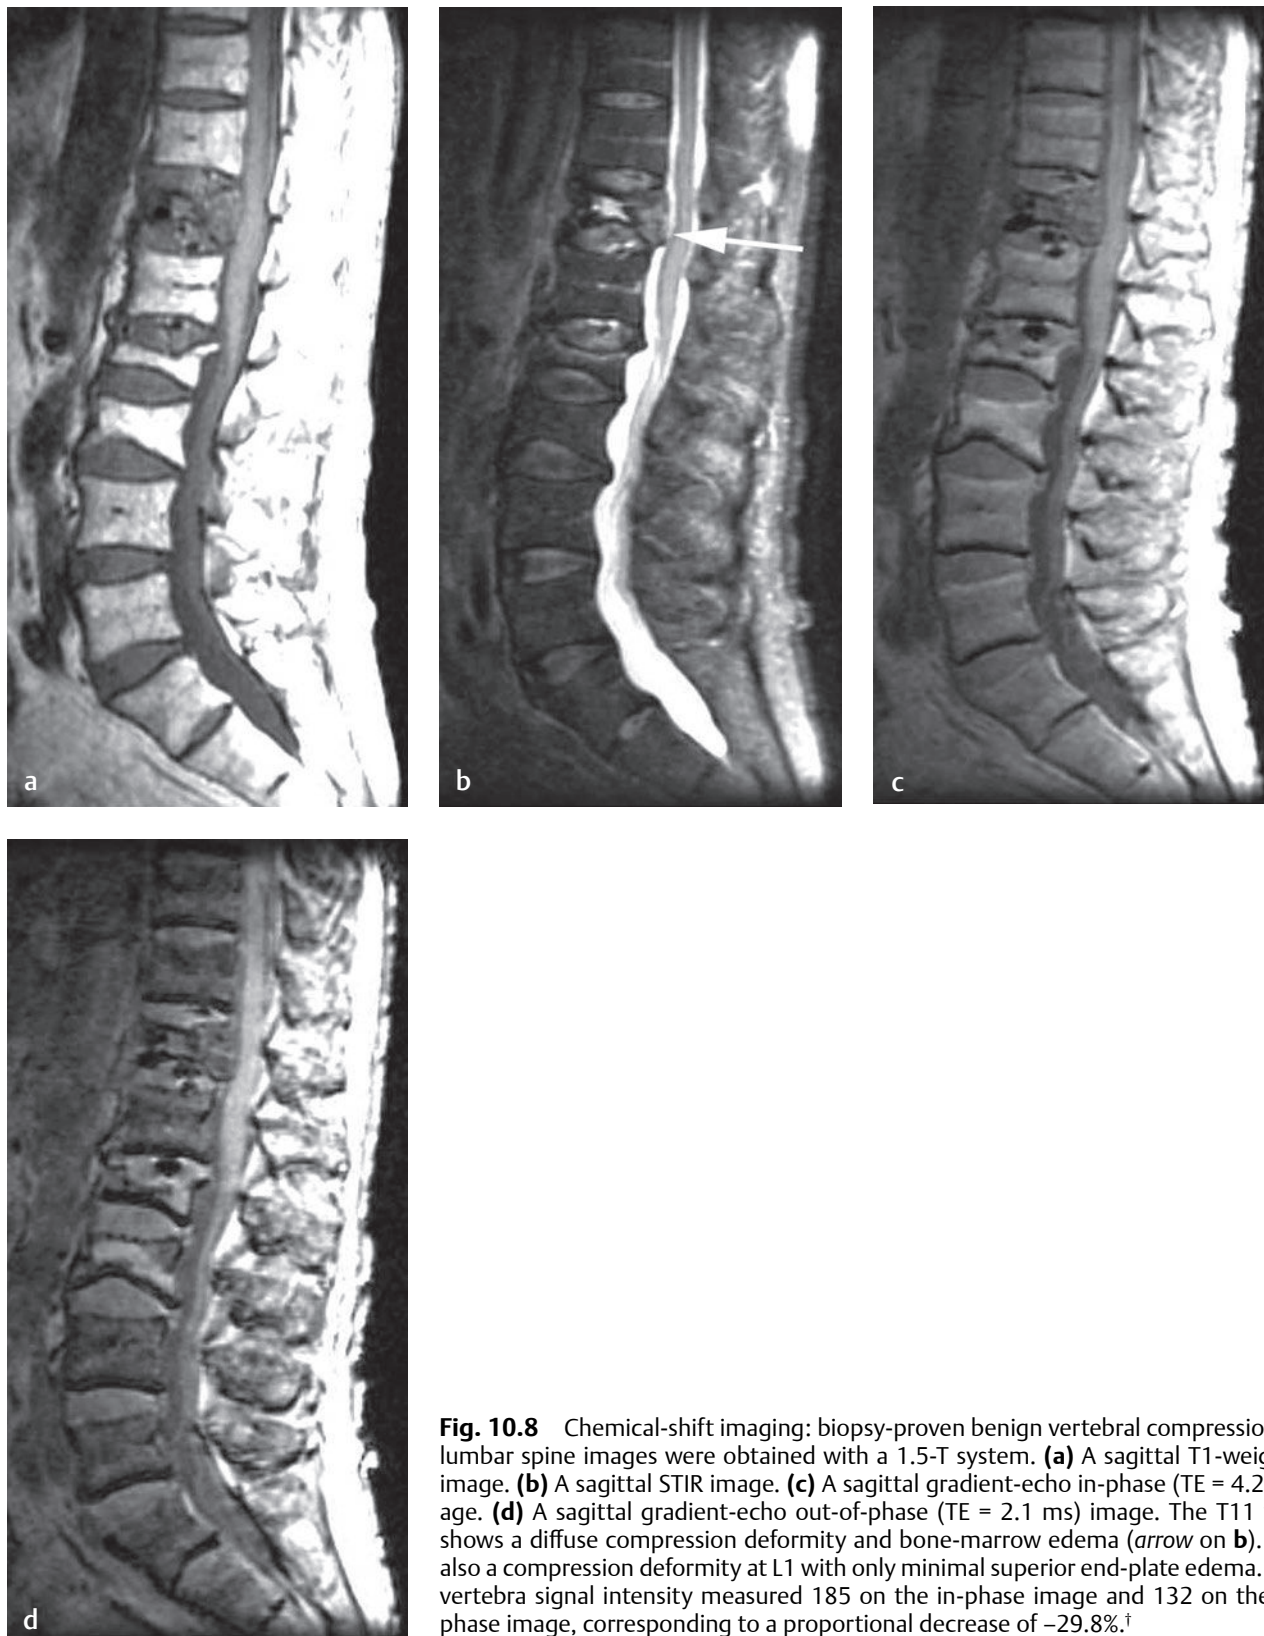 a
b
c
d
Fig. 10.8 Chemical-shift imaging: biopsy-proven benign vertebral compressio
lumbar spine images were obtained with a 1.5-T system. (a) A sagittal T1-weig
image. (b) A sagittal STIR image. (c) A sagittal gradient-echo in-phase (TE = 4.2
age. (d) A sagittal gradient-echo out-of-phase (TE = 2.1 ms) image. The T11
shows a diffuse compression deformity and bone-marrow edema (arrow on b).
also a compression deformity at L1 with only minimal superior end-plate edema.
vertebra signal intensity measured 185 on the in-phase image and 132 on the
phase image, corresponding to a proportional decrease of –29.8%.†